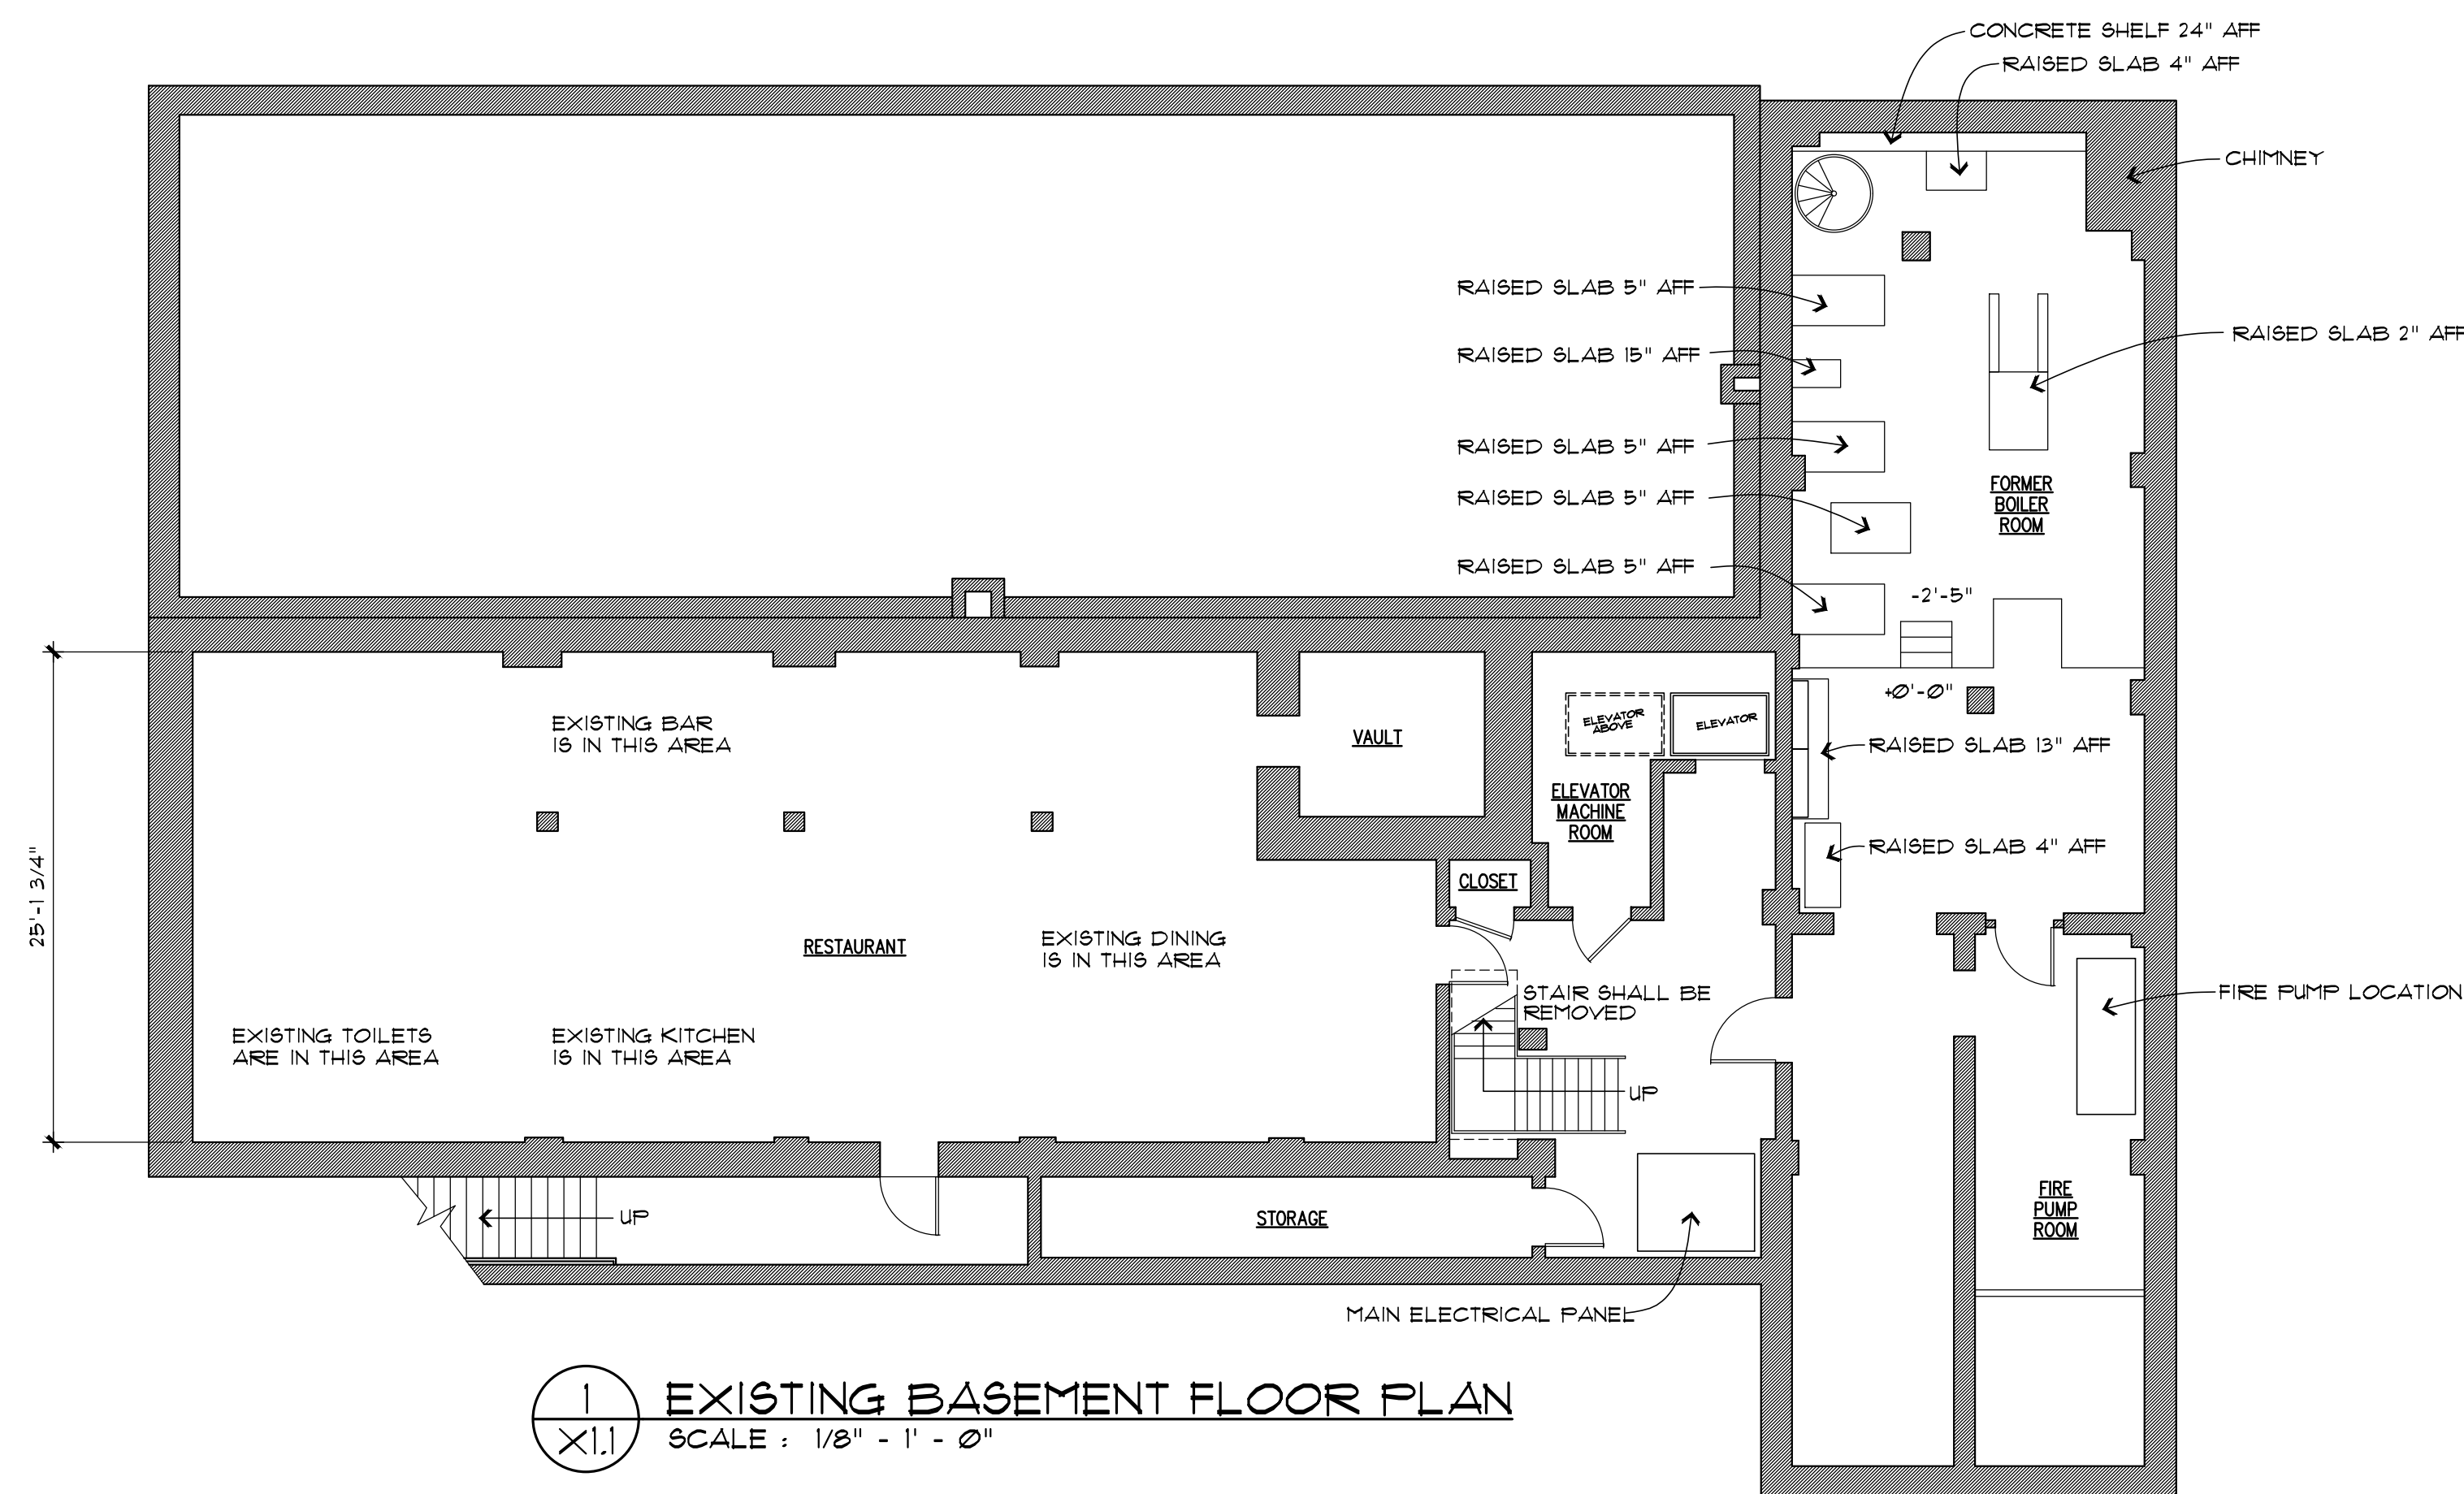 CONCRETE SHELF 24" AFF
RAISED SLAB 4" AFF
CHIMNEY
RAISED SLAB 5" AFF
RAISED SLAB 2" AFF
RAISED SLAB 15" AFF
RAISED SLAB 5" AFF
RAISED SLAB 5" AFF
FORMER
BOILER
ROOM
RAISED SLAB 5" AFF
-2'-5"
+0'-0"
EXISTING BAR
IS IN THIS AREA
VAULT
ELEVATOR
ABOVE
ELEVATOR
RAISED SLAB 13" AFF
ELEVATOR
MACHINE
ROOM
RAISED SLAB 4" AFF
25'-1 3/4"
CLOSET
RESTAURANT
EXISTING DINING
IS IN THIS AREA
STAIR SHALL BE
REMOVED
FIRE PUMP LOCATION
EXISTING TOILETS
ARE IN THIS AREA
EXISTING KITCHEN
IS IN THIS AREA
UP
UP
STORAGE
FIRE
PUMP
ROOM
MAIN ELECTRICAL PANEL
1
X1.1
EXISTING BASEMENT FLOOR PLAN
SCALE : 1/8" - 1' - 0"